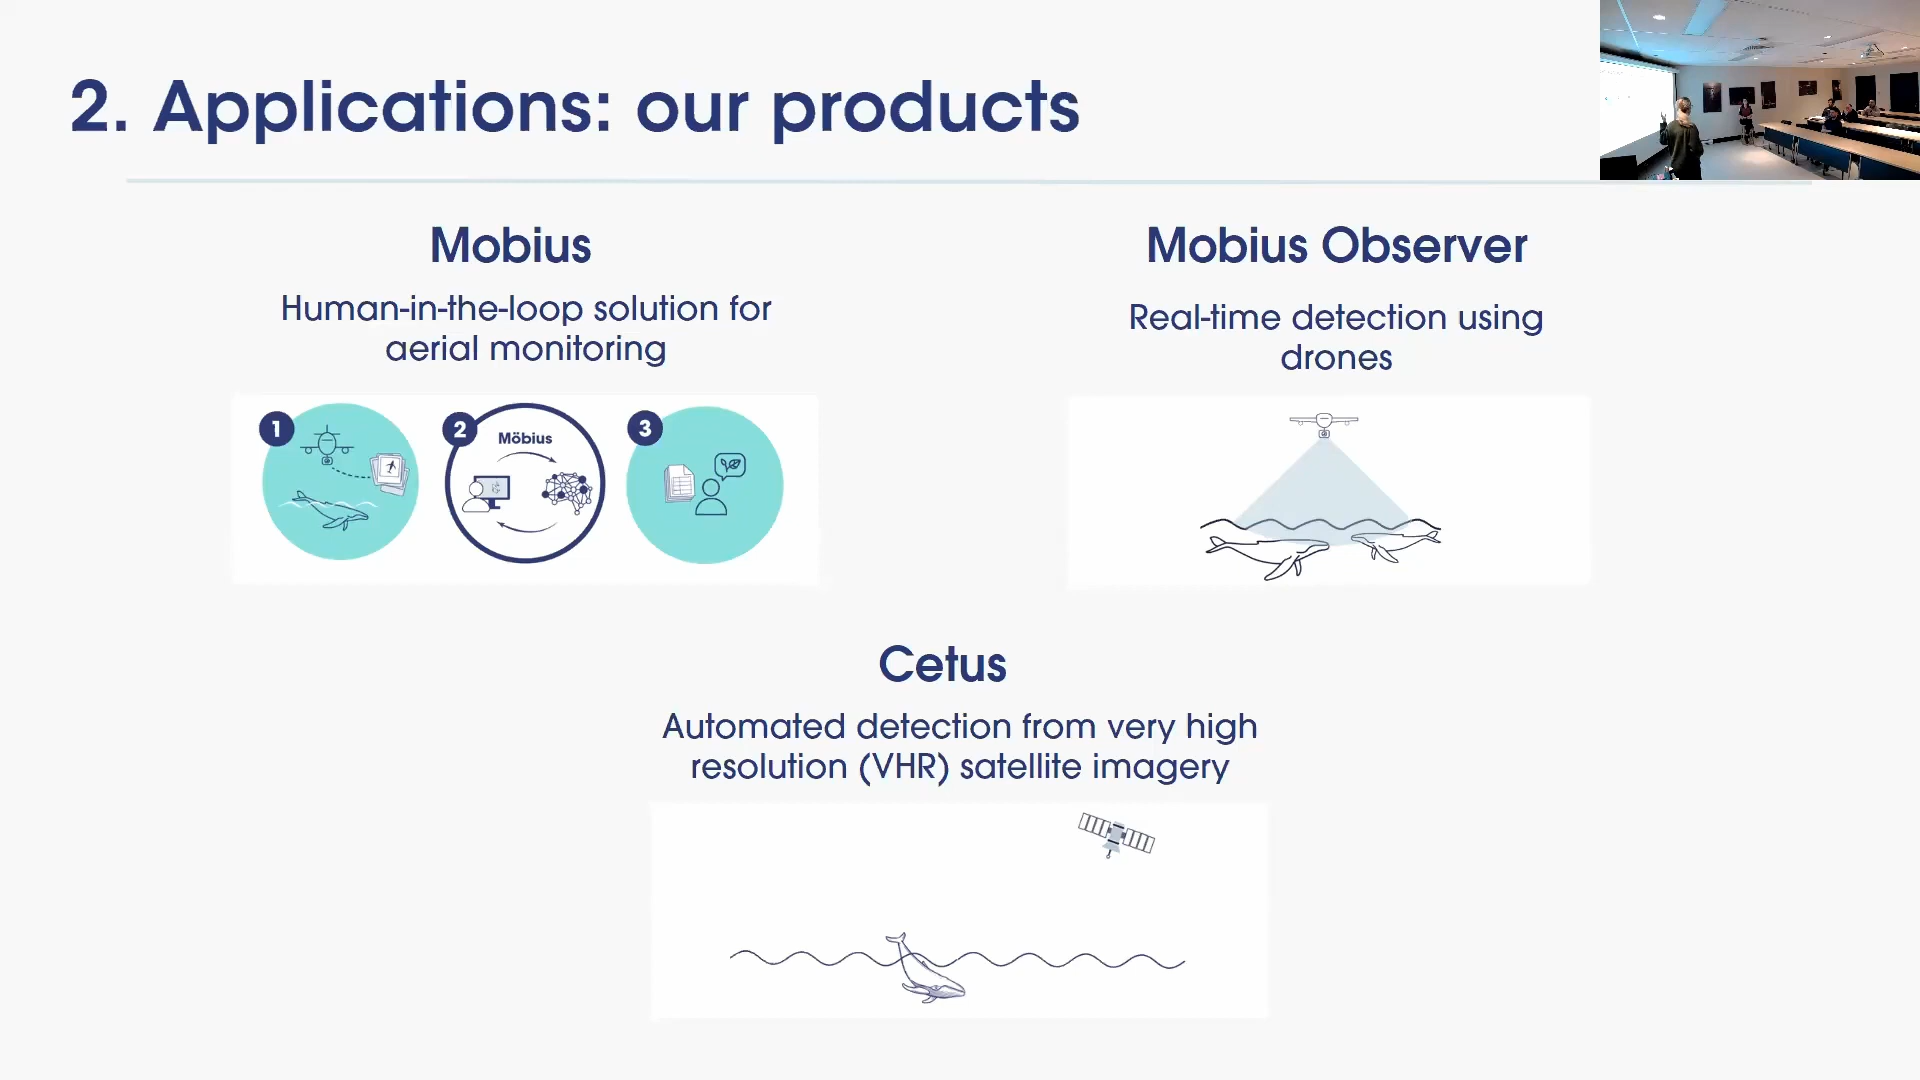 2. Applications: our products
Mobius
Human-in-the-loop solution for
aerial monitoring
1
2
Möbius
3
Mobius Observer
Real-time detection using
drones
Cetus
Automated detection from very high
resolution (VHR) satellite imagery